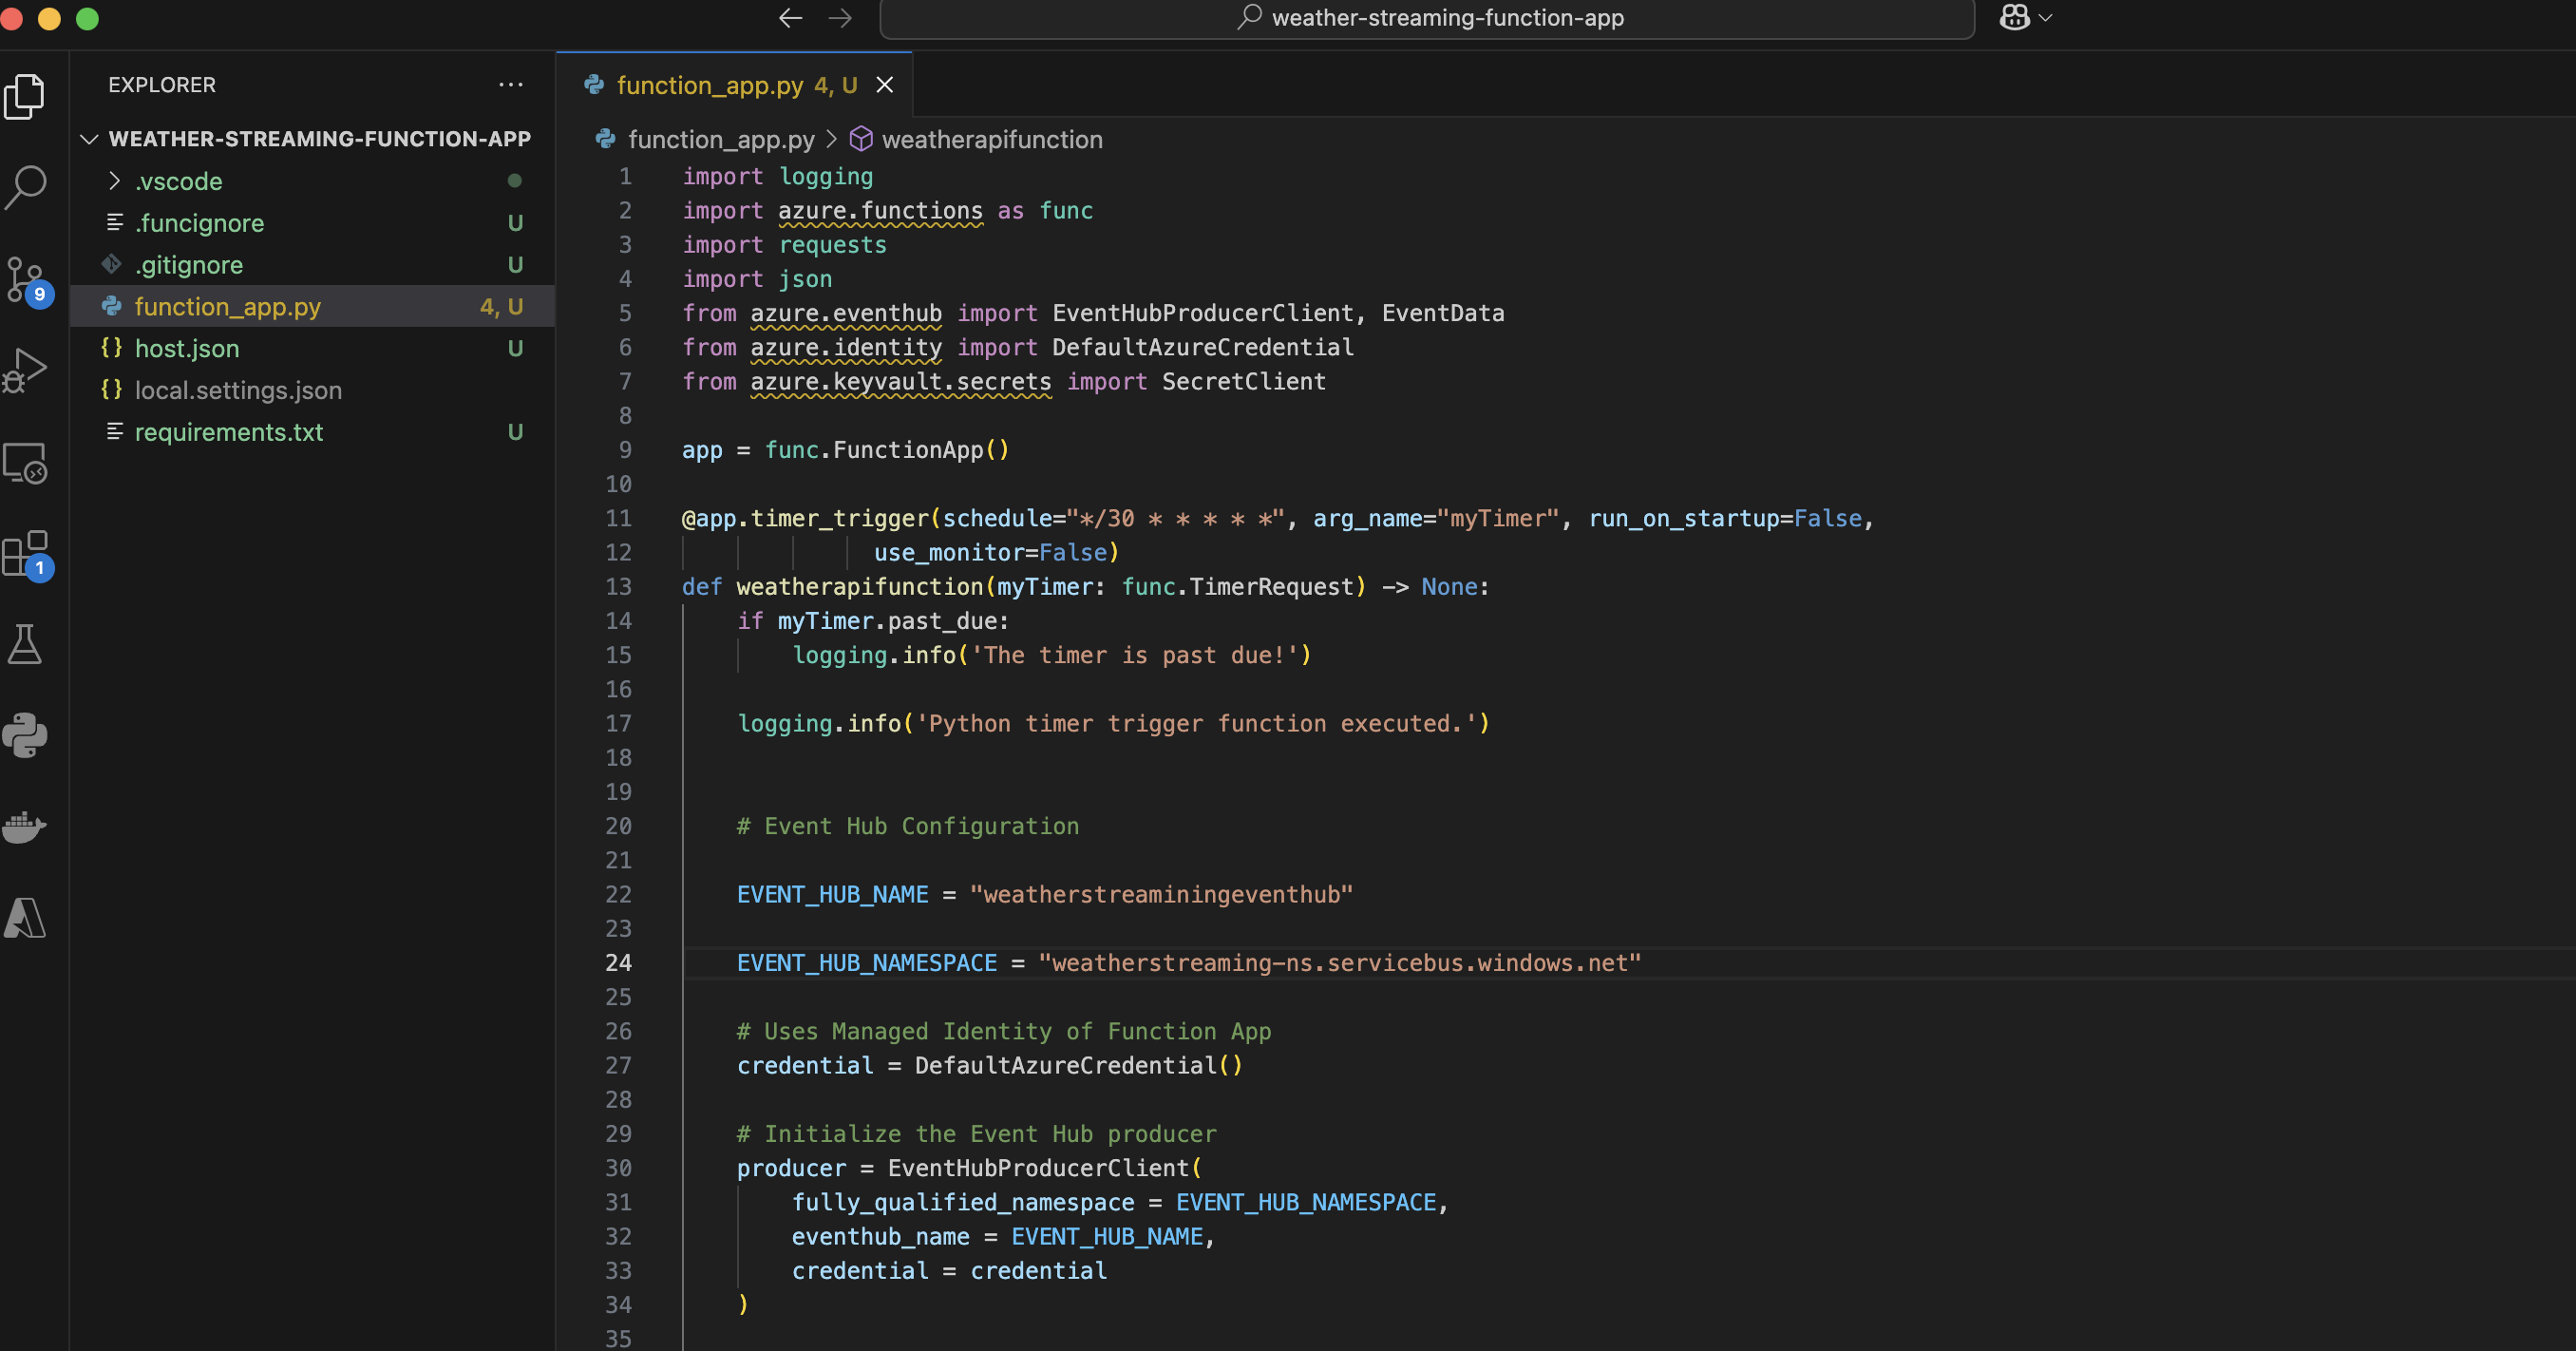 weather-streaming-function-app
EXPLORER
WEATHER-STREAMING-FUNCTION-APP
.vscode
.funcignore U
.gitignore U
function_app.py 4, U
host.json U
local.settings.json
requirements.txt U
9
1
function_app.py 4, U
function_app.py > weatherapifunction
1 import logging
2 import azure.functions as func
3 import requests
4 import json
5 from azure.eventhub import EventHubProducerClient, EventData
6 from azure.identity import DefaultAzureCredential
7 from azure.keyvault.secrets import SecretClient
8
9 app = func.FunctionApp()
10
11 @app.timer_trigger(schedule="*/30 * * * * *", arg_name="myTimer", run_on_startup=False,
12 use_monitor=False)
13 def weatherapifunction(myTimer: func.TimerRequest) -> None:
14 if myTimer.past_due:
15 logging.info('The timer is past due!')
16
17 logging.info('Python timer trigger function executed.')
18
19
20 # Event Hub Configuration
21
22 EVENT_HUB_NAME = "weatherstreaminingeventhub"
23
24 EVENT_HUB_NAMESPACE = "weatherstreaming-ns.servicebus.windows.net"
25
26 # Uses Managed Identity of Function App
27 credential = DefaultAzureCredential()
28
29 # Initialize the Event Hub producer
30 producer = EventHubProducerClient(
31 fully_qualified_namespace = EVENT_HUB_NAMESPACE,
32 eventhub_name = EVENT_HUB_NAME,
33 credential = credential
34 )
35